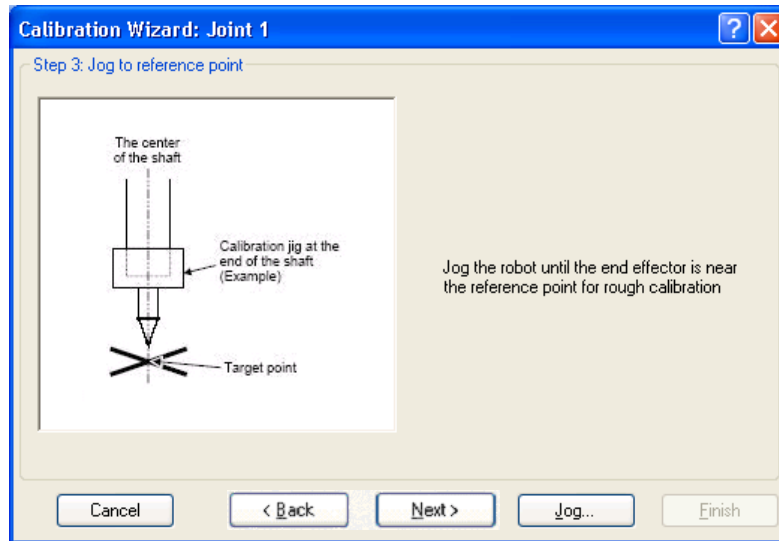 Calibration Wizard: Joint 1
Step 3: Jog to reference point
The center
of the shaft
Calibration jig at the
end of the shaft
(Example)
Target point
Jog the robot until the end effector is near
the reference point for rough calibration
Cancel
< Back
Next >
Jog...
Finish